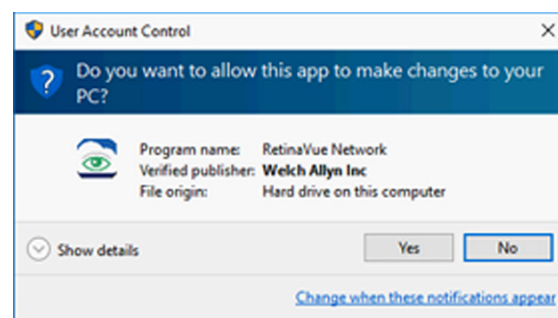 User Account Control
Do you want to allow this app to make changes to your
PC?
Program name: RetinaVue Network
Verified publisher: Welch Allyn Inc
File origin: Hard drive on this computer
Show details
Yes
No
Change when these notifications appear